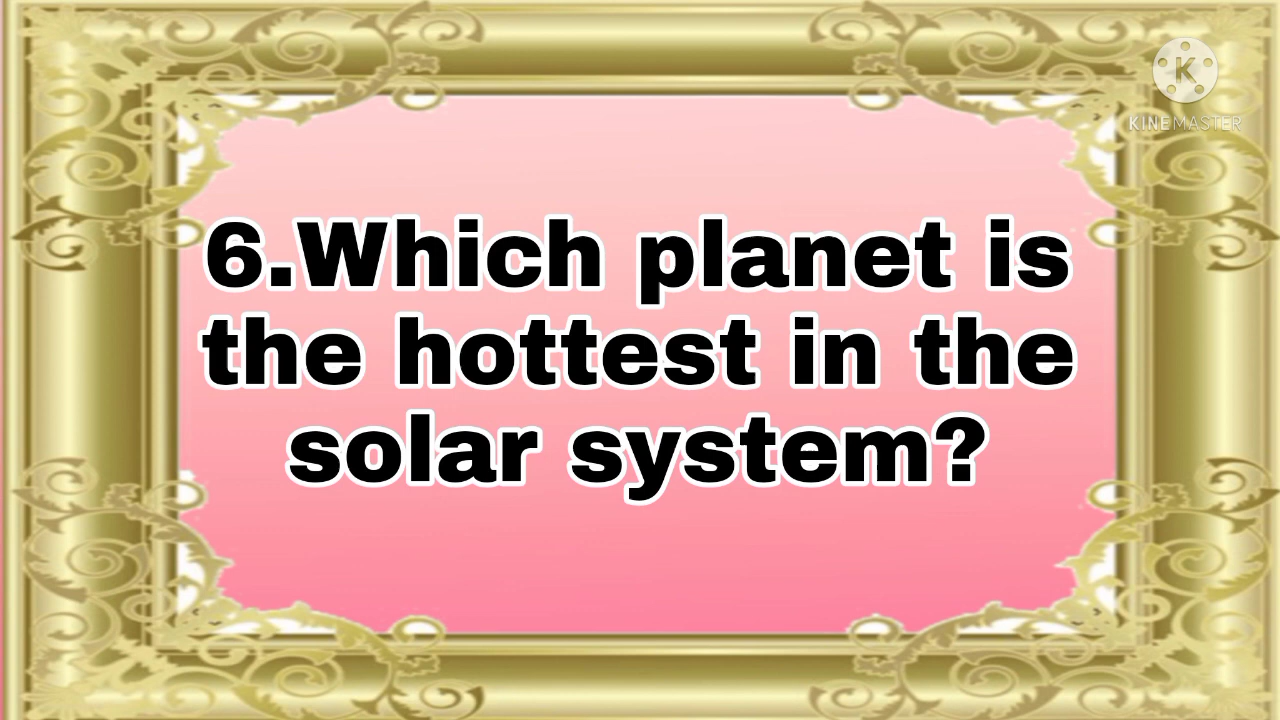 K
KINEMASTER
6.Which planet is
the hottest in the
solar system?